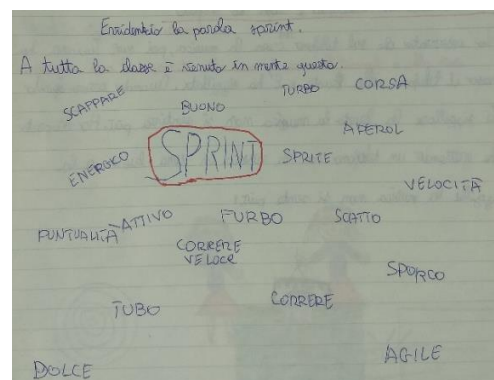 Evidenzio la parola sprint.
A tutta la classe è venuto in mente questo.
SCAPPARE
BUONO
TURBO
CORSA
ENERGICO
SPRINT
SPRITE
APEROL
VELOCITÀ
PUNTUALITÀ
ATTIVO
FURBO
SCATTO
CORRERE
VELOCE
SPORCO
TUBO
CORRERE
DOLCE
AGILE